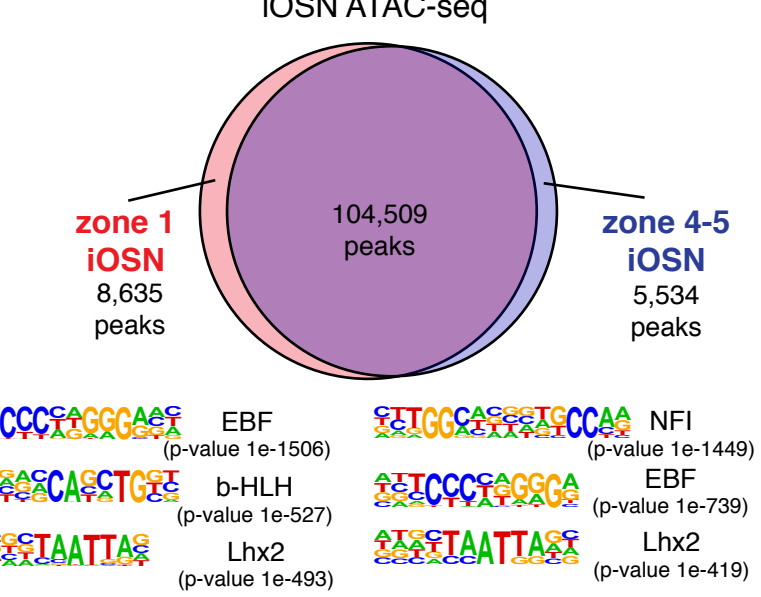 iOSN ATAC-seq
104,509
peaks
zone 1
iOSN
8,635
peaks
zone 4-5
iOSN
5,534
peaks
EBF
(p-value 1e-1506)
b-HLH
(p-value 1e-527)
Lhx2
(p-value 1e-493)
NFI
(p-value 1e-1449)
EBF
(p-value 1e-739)
Lhx2
(p-value 1e-419)